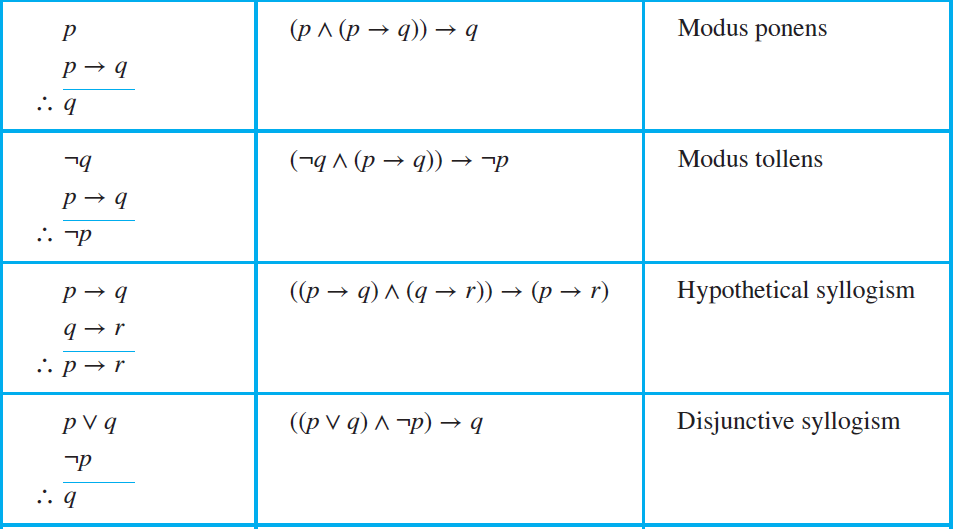 p (p ∧ (p → q)) → q Modus ponens
p → q
∴ q
¬q (¬q ∧ (p → q)) → ¬p Modus tollens
p → q
∴ ¬p
p → q ((p → q) ∧ (q → r)) → (p → r) Hypothetical syllogism
q → r
∴ p → r
p ∨ q ((p ∨ q) ∧ ¬p) → q Disjunctive syllogism
¬p
∴ q